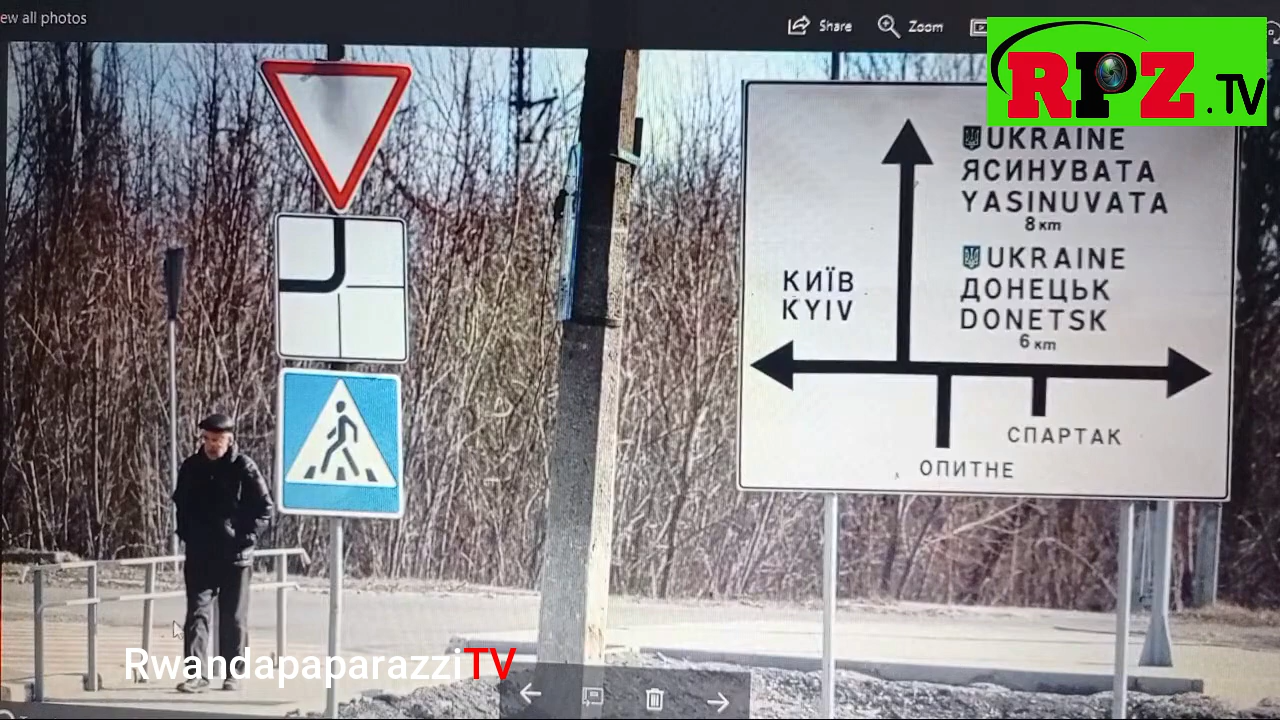 ew all photos
Share
Zoom
RPZ.TV
UKRAINE
ЯСИНУВАТА
YASINUVATA
8 km
UKRAINE
ДОНЕЦЬК
DONETSK
6 km
КИЇВ
KYIV
СПАРТАК
ОПИТНЕ
RwandapaparazziTV